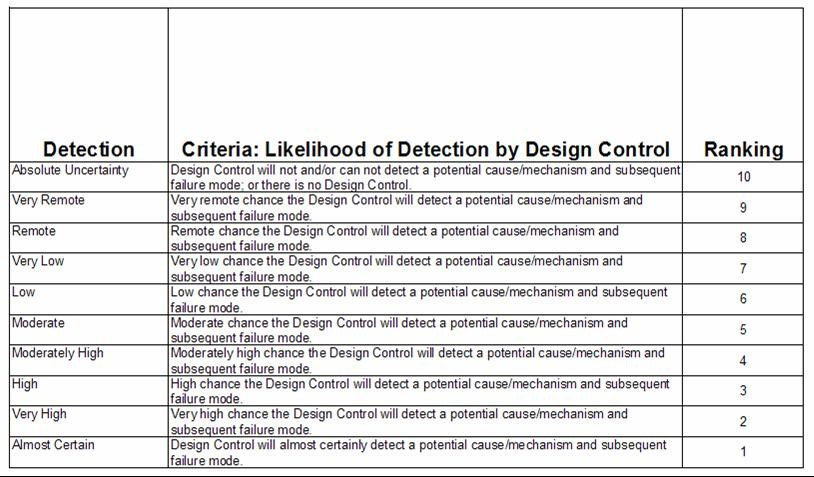 Detection Criteria: Likelihood of Detection by Design Control Ranking
Absolute Uncertainty Design Control will not and/or can not detect a potential cause/mechanism and subsequent 10
failure mode; or there is no Design Control.
Very Remote Very remote chance the Design Control will detect a potential cause/mechanism and 9
subsequent failure mode.
Remote Remote chance the Design Control will detect a potential cause/mechanism and 8
subsequent failure mode.
Very Low Very low chance the Design Control will detect a potential cause/mechanism and 7
subsequent failure mode.
Low Low chance the Design Control will detect a potential cause/mechanism and subsequent 6
failure mode.
Moderate Moderate chance the Design Control will detect a potential cause/mechanism and 5
subsequent failure mode.
Moderately High Moderately high chance the Design Control will detect a potential cause/mechanism and 4
subsequent failure mode.
High High chance the Design Control will detect a potential cause/mechanism and subsequent 3
failure mode.
Very High Very high chance the Design Control will detect a potential cause/mechanism and 2
subsequent failure mode.
Almost Certain Design Control will almost certainly detect a potential cause/mechanism and subsequent 1
failure mode.